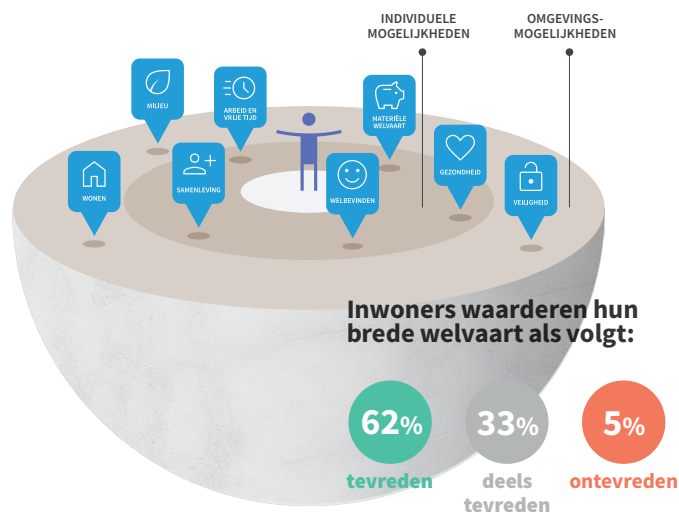 INDIVIDUELE
MOGELIJKHEDEN
OMGEVINGS-
MOGELIJKHEDEN
MILIEU
ARBEID EN
VRIJE TIJD
MATERIËLE
WELVAART
GEZONDHEID
WONEN
SAMENLEVING
WELBEVINDEN
VEILIGHEID
Inwoners waarderen hun
brede welvaart als volgt:
62%
33%
5%
tevreden
deels
tevreden
ontevreden